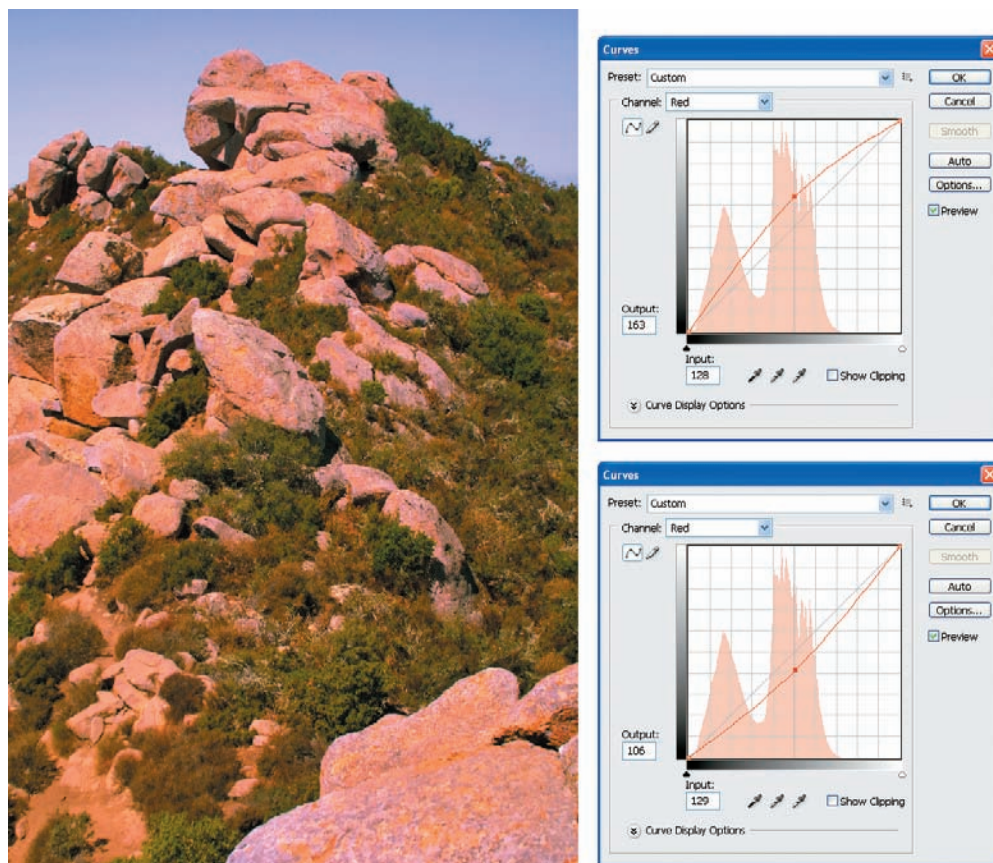 Curves
Preset: Custom
OK
Channel: Red
Cancel
Smooth
Auto
Options...
Preview
Output:
163
Input:
128
Show Clipping
Curve Display Options
Curves
Preset: Custom
OK
Channel: Red
Cancel
Smooth
Auto
Options...
Preview
Output:
106
Input:
129
Show Clipping
Curve Display Options